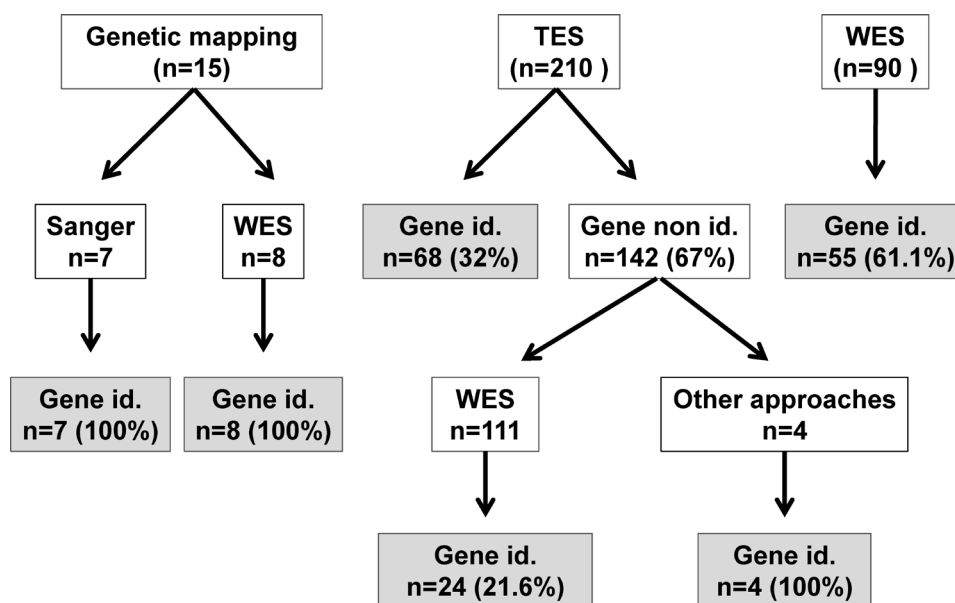 Genetic mapping
(n=15)
TES
(n=210 )
WES
(n=90 )
Sanger
n=7
WES
n=8
Gene id.
n=68 (32%)
Gene non id.
n=142 (67%)
Gene id.
n=55 (61.1%)
Gene id.
n=7 (100%)
Gene id.
n=8 (100%)
WES
n=111
Other approaches
n=4
Gene id.
n=24 (21.6%)
Gene id.
n=4 (100%)